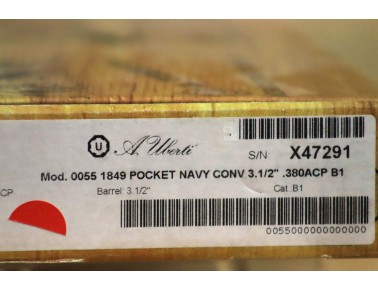 U A. Uberti S/N: X47291
Mod. 0055 1849 POCKET NAVY CONV 3.1/2" .380ACP B1
CP Barrel: 3.1/2" Cat. B1
0055000000000000